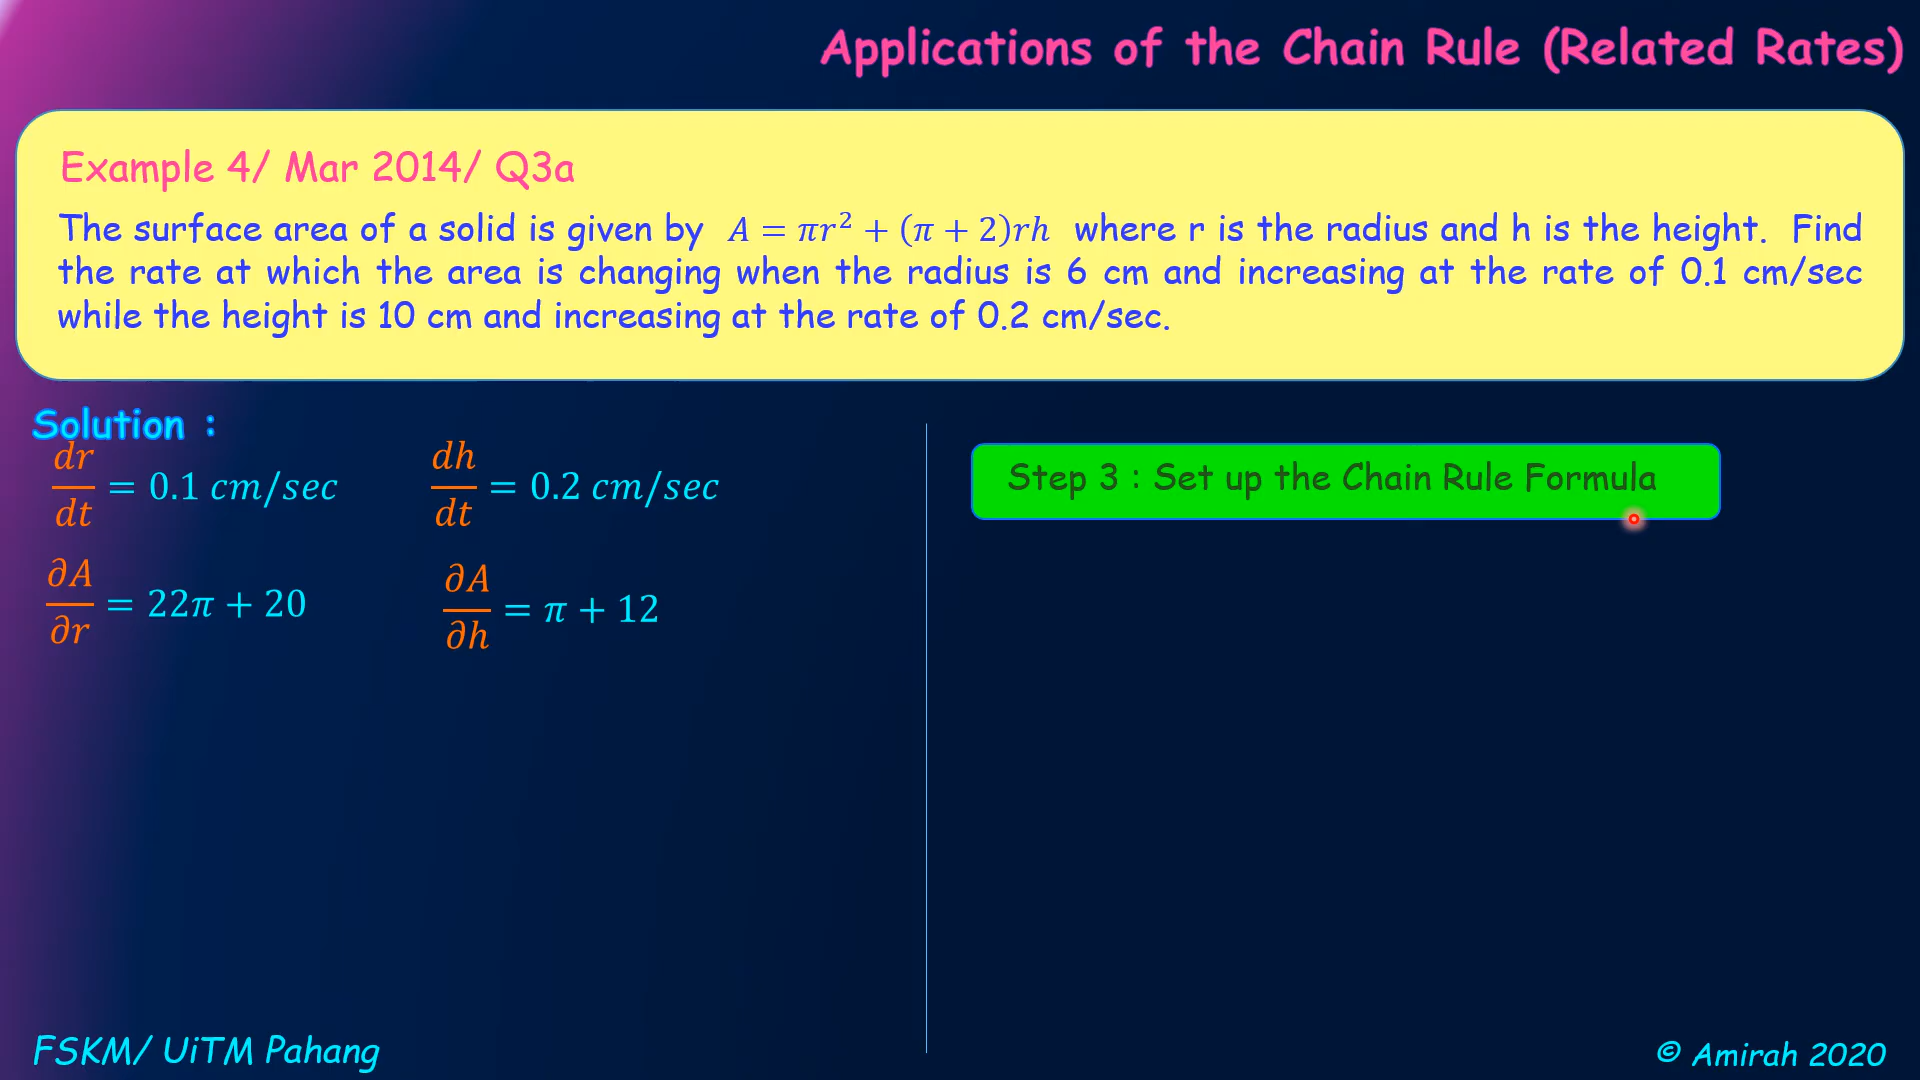 Applications of the Chain Rule (Related Rates)
Example 4/ Mar 2014/ Q3a
The surface area of a solid is given by A = πr² + (π + 2)rh where r is the radius and h is the height. Find
the rate at which the area is changing when the radius is 6 cm and increasing at the rate of 0.1 cm/sec
while the height is 10 cm and increasing at the rate of 0.2 cm/sec.
Solution :
dr/dt = 0.1 cm/sec
dh/dt = 0.2 cm/sec
∂A/∂r = 22π + 20
∂A/∂h = π + 12
Step 3 : Set up the Chain Rule Formula
FSKM/ UiTM Pahang
© Amirah 2020